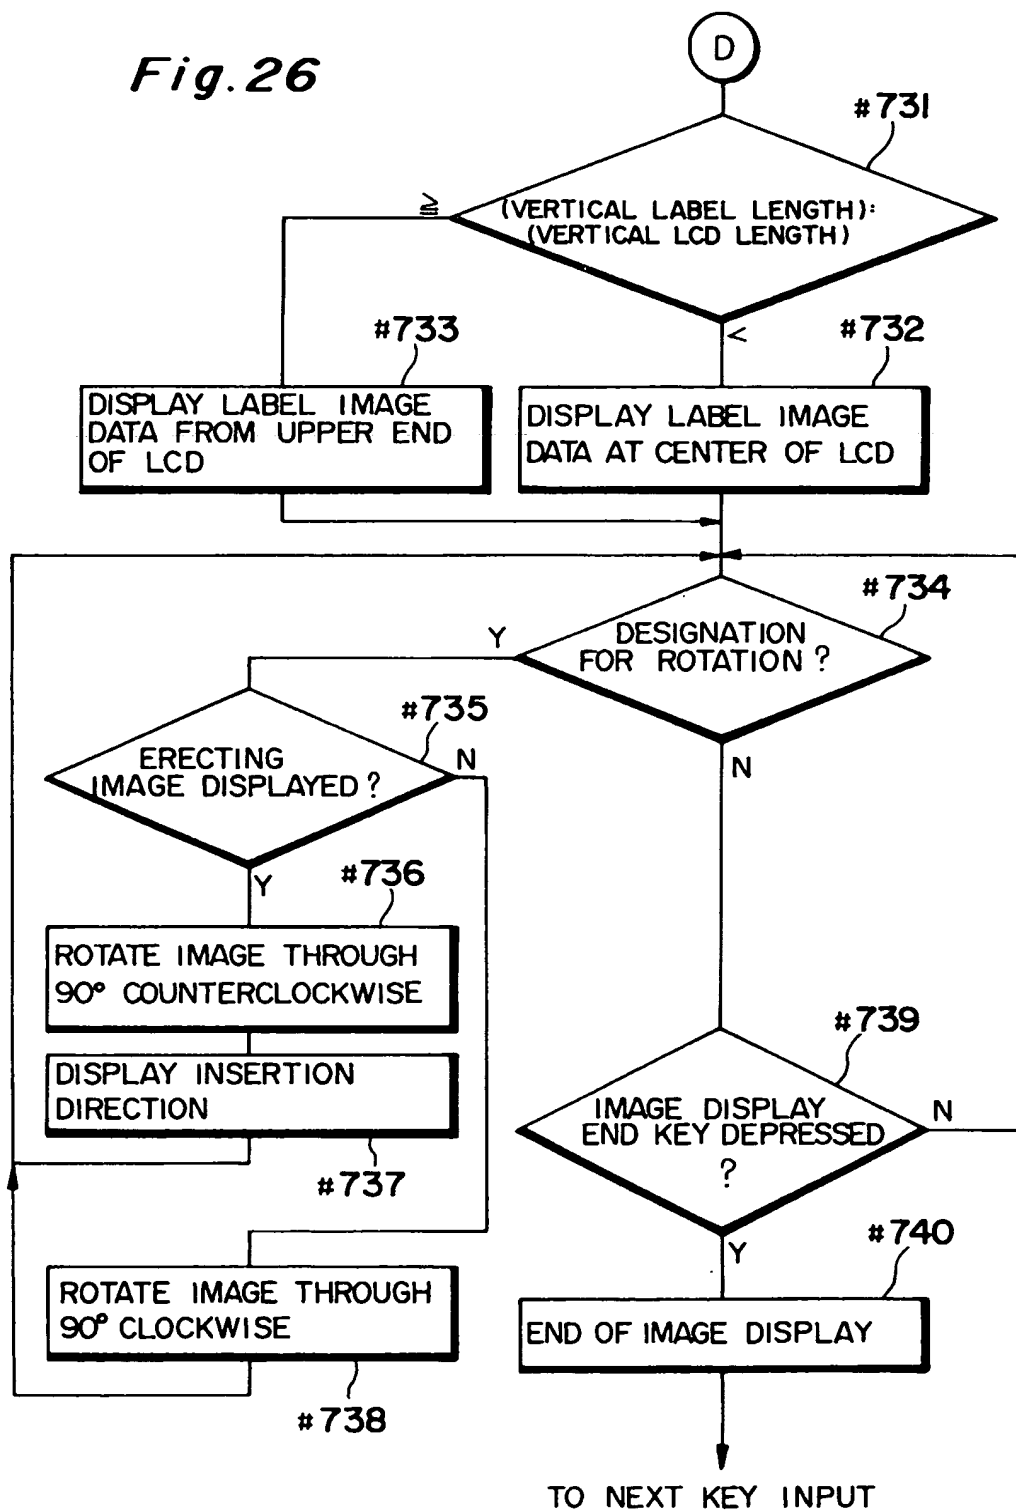 Fig. 26
D
#731
≧
(VERTICAL LABEL LENGTH):
(VERTICAL LCD LENGTH)
<
#733
#732
DISPLAY LABEL IMAGE
DATA FROM UPPER END
OF LCD
DISPLAY LABEL IMAGE
DATA AT CENTER OF LCD
#734
Y
DESIGNATION
FOR ROTATION ?
N
#735
ERECTING
IMAGE DISPLAYED ?
N
Y
#736
ROTATE IMAGE THROUGH
90° COUNTERCLOCKWISE
DISPLAY INSERTION
DIRECTION
#737
#739
IMAGE DISPLAY
END KEY DEPRESSED
?
N
Y
#740
ROTATE IMAGE THROUGH
90° CLOCKWISE
#738
END OF IMAGE DISPLAY
TO NEXT KEY INPUT